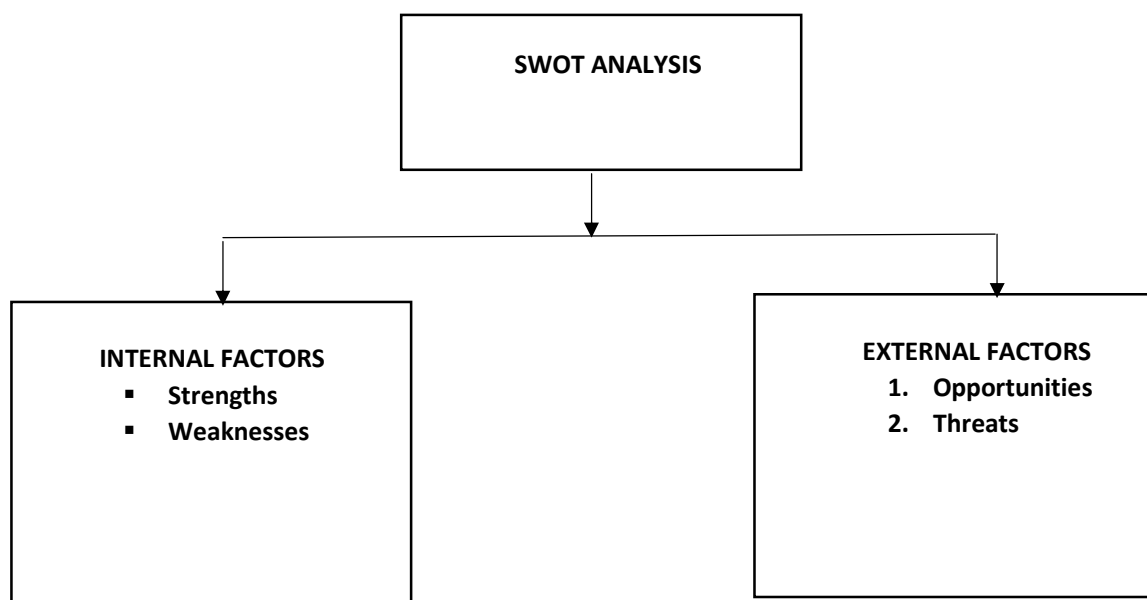 SWOT ANALYSIS
INTERNAL FACTORS
▪ Strengths
▪ Weaknesses
EXTERNAL FACTORS
1. Opportunities
2. Threats